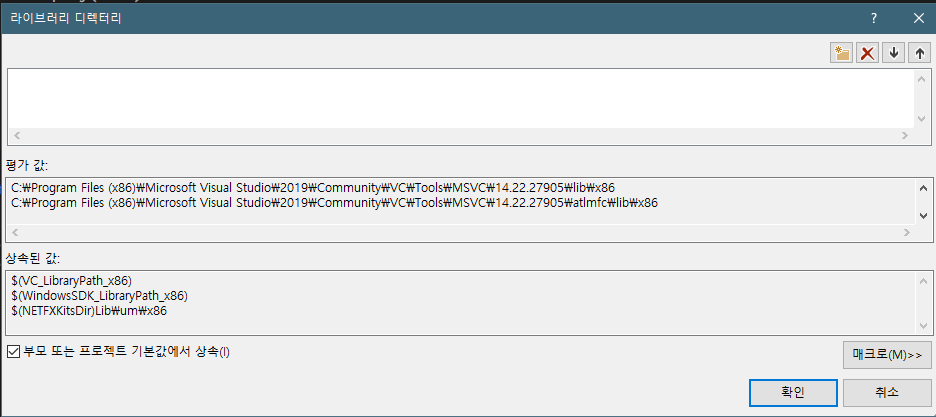 라이브러리 디렉터리
평가 값:
C:₩Program Files (x86)₩Microsoft Visual Studio₩2019₩Community₩VC₩Tools₩MSVC₩14.22.27905₩lib₩x86
C:₩Program Files (x86)₩Microsoft Visual Studio₩2019₩Community₩VC₩Tools₩MSVC₩14.22.27905₩atlmfc₩lib₩x86
상속된 값:
$(VC_LibraryPath_x86)
$(WindowsSDK_LibraryPath_x86)
$(NETFXKitsDir)Lib₩um₩x86
부모 또는 프로젝트 기본값에서 상속(I)
매크로(M)>>
확인
취소